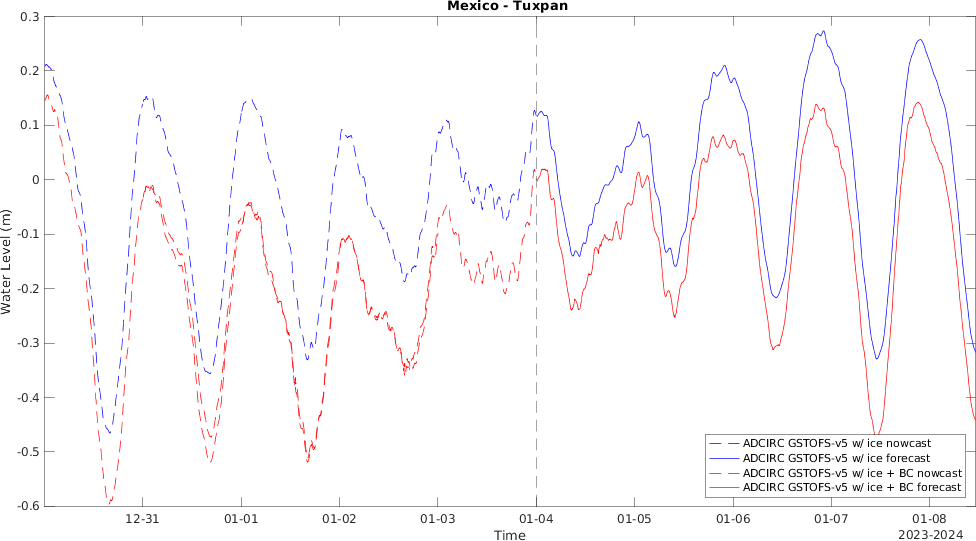 Mexico - Tuxpan
Water Level (m)
0.3
0.2
0.1
0
-0.1
-0.2
-0.3
-0.4
-0.5
-0.6
12-31
01-01
01-02
01-03
01-04
01-05
01-06
01-07
01-08
Time
2023-2024
ADCIRC GSTOFS-v5 w/ ice nowcast
ADCIRC GSTOFS-v5 w/ ice forecast
ADCIRC GSTOFS-v5 w/ ice + BC nowcast
ADCIRC GSTOFS-v5 w/ ice + BC forecast